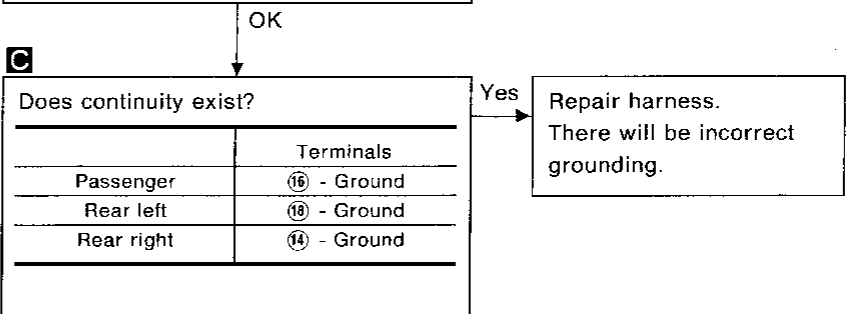 OK
C
Does continuity exist?
Yes
Repair harness.
There will be incorrect
grounding.
Terminals
Passenger ⑯ - Ground
Rear left ⑱ - Ground
Rear right ⑭ - Ground